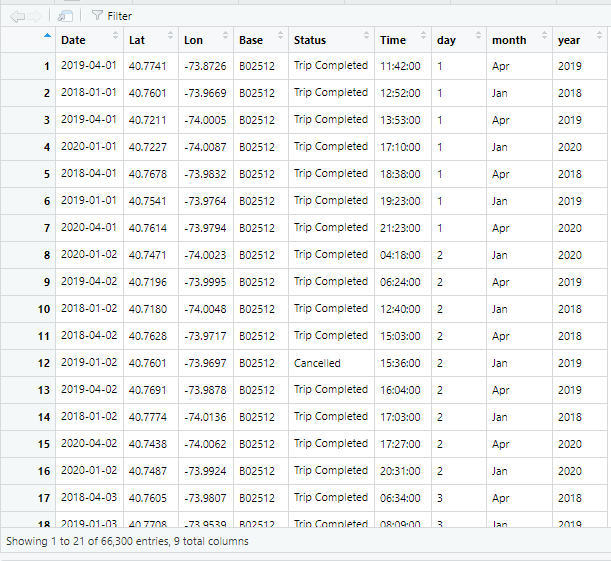 Filter
Date Lat Lon Base Status Time day month year
1 2019-04-01 40.7741 -73.8726 B02512 Trip Completed 11:42:00 1 Apr 2019
2 2018-01-01 40.7601 -73.9669 B02512 Trip Completed 12:52:00 1 Jan 2018
3 2019-04-01 40.7211 -74.0005 B02512 Trip Completed 13:53:00 1 Apr 2019
4 2020-01-01 40.7227 -74.0087 B02512 Trip Completed 17:10:00 1 Jan 2020
5 2018-04-01 40.7678 -73.9832 B02512 Trip Completed 18:38:00 1 Apr 2018
6 2019-01-01 40.7541 -73.9764 B02512 Trip Completed 19:23:00 1 Jan 2019
7 2020-04-01 40.7614 -73.9794 B02512 Trip Completed 21:23:00 1 Apr 2020
8 2020-01-02 40.7471 -74.0023 B02512 Trip Completed 04:18:00 2 Jan 2020
9 2019-04-02 40.7196 -73.9995 B02512 Trip Completed 06:24:00 2 Apr 2019
10 2018-01-02 40.7180 -74.0048 B02512 Trip Completed 12:40:00 2 Jan 2018
11 2018-04-02 40.7628 -73.9717 B02512 Trip Completed 15:03:00 2 Apr 2018
12 2019-01-02 40.7601 -73.9697 B02512 Cancelled 15:36:00 2 Jan 2019
13 2019-04-02 40.7691 -73.9878 B02512 Trip Completed 16:04:00 2 Apr 2019
14 2018-01-02 40.7774 -74.0136 B02512 Trip Completed 17:03:00 2 Jan 2018
15 2020-04-02 40.7438 -74.0062 B02512 Trip Completed 17:27:00 2 Apr 2020
16 2020-01-02 40.7487 -73.9924 B02512 Trip Completed 20:31:00 2 Jan 2020
17 2018-04-03 40.7605 -73.9807 B02512 Trip Completed 06:34:00 3 Apr 2018
18 2019-01-03 40.7708 -73.9539 B02512 Trip Completed 08:09:00 3 Jan 2019
Showing 1 to 21 of 66,300 entries, 9 total columns